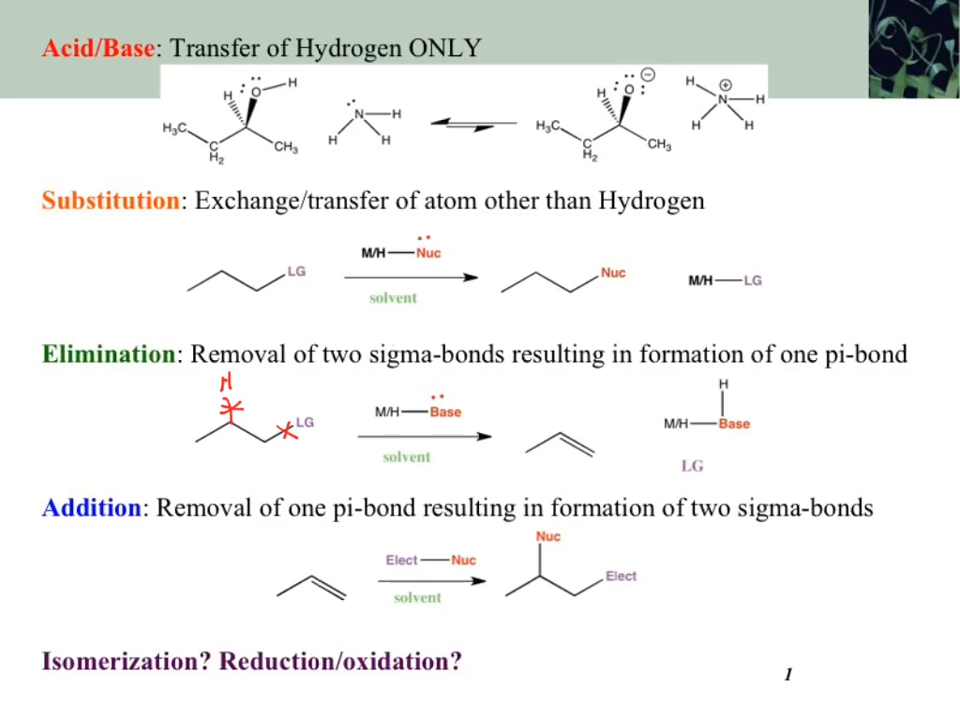 Acid/Base: Transfer of Hydrogen ONLY
H O H H3C C H2 CH3 N H H H H O ⊖ H3C C H2 CH3 H N ⊕ H H H
Substitution: Exchange/transfer of atom other than Hydrogen
LG M/H Nuc solvent Nuc M/H LG
Elimination: Removal of two sigma-bonds resulting in formation of one pi-bond
H LG M/H Base solvent H M/H Base LG
Addition: Removal of one pi-bond resulting in formation of two sigma-bonds
Elect Nuc solvent Nuc Elect
Isomerization? Reduction/oxidation?
1